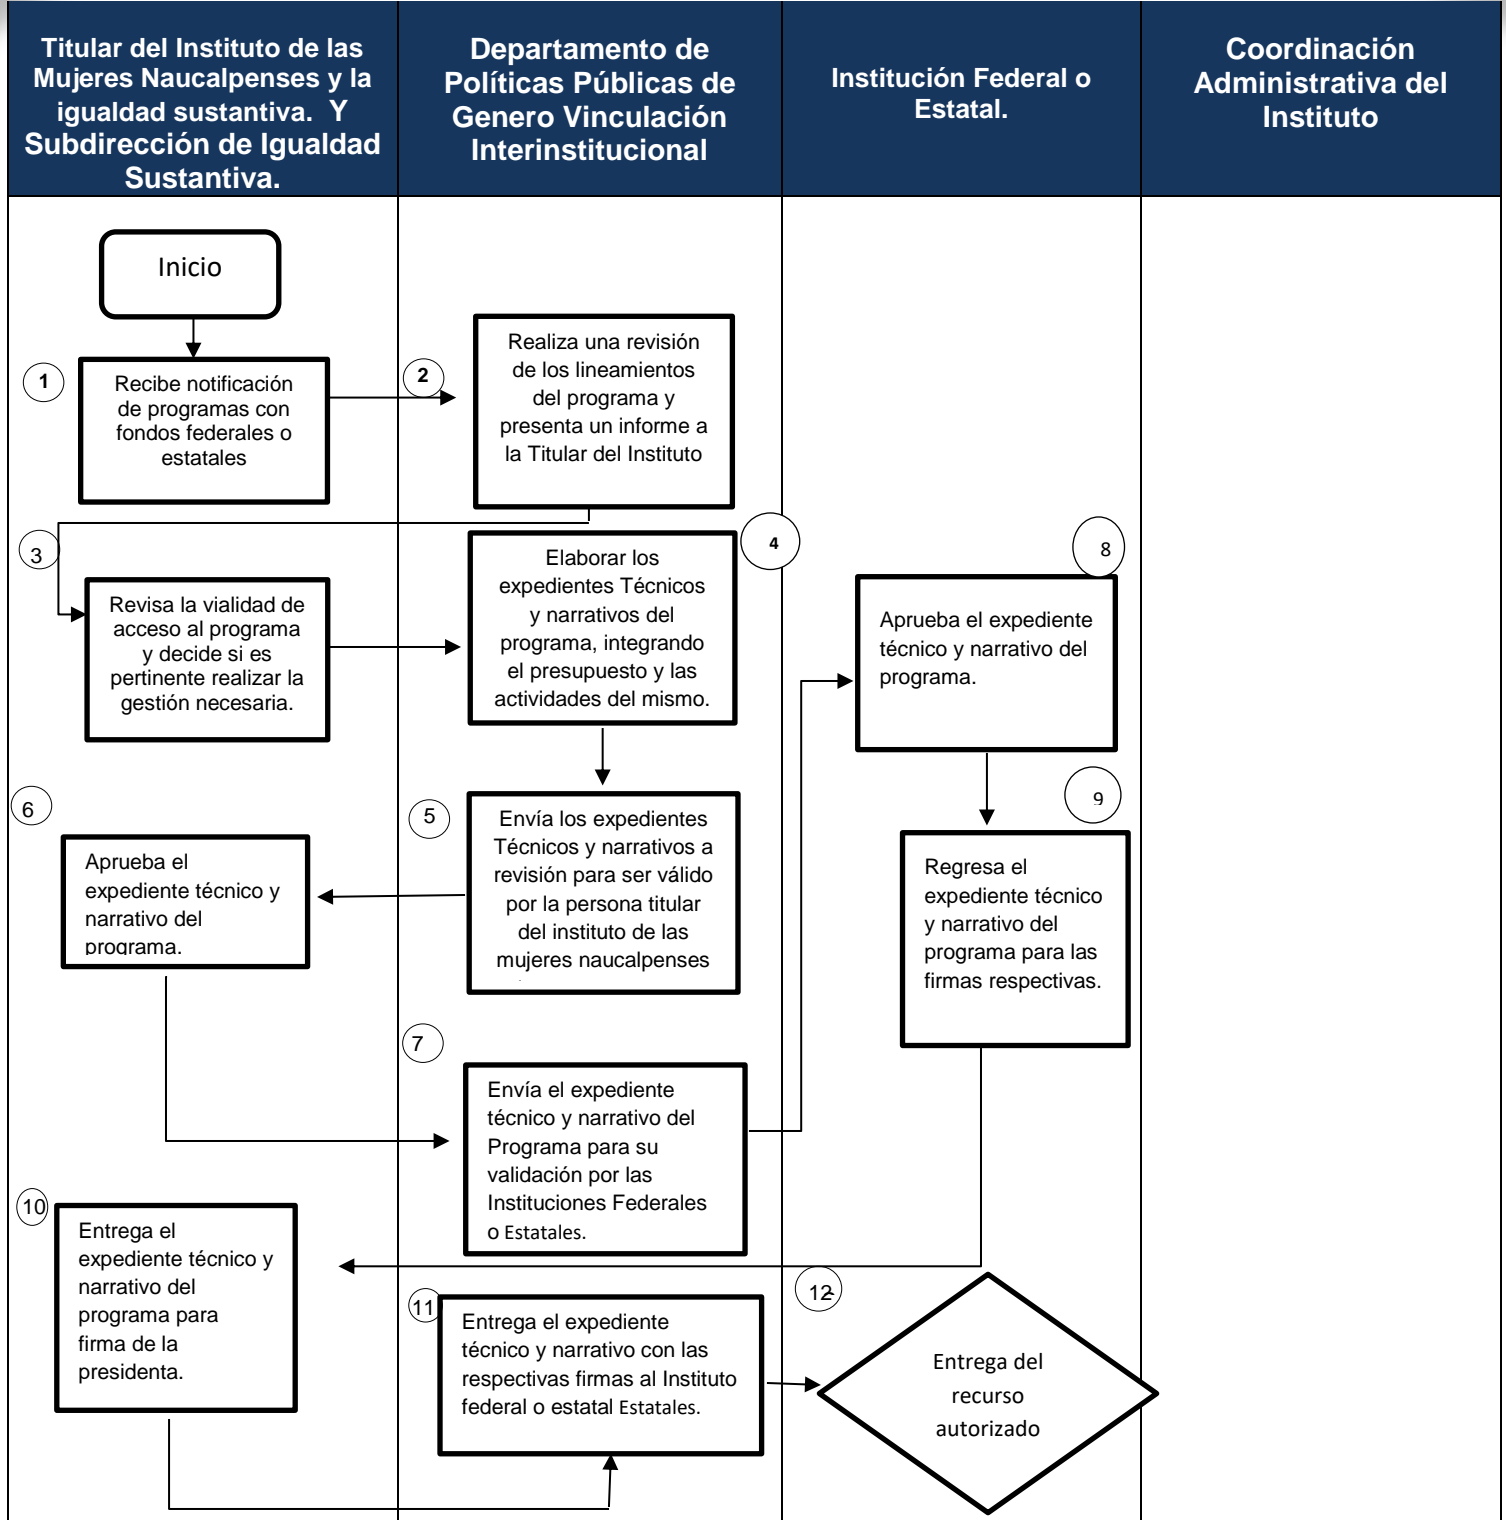 Titular del Instituto de las
Mujeres Naucalpenses y la
igualdad sustantiva. Y
Subdirección de Igualdad
Sustantiva.
Departamento de
Políticas Públicas de
Genero Vinculación
Interinstitucional
Institución Federal o
Estatal.
Coordinación
Administrativa del
Instituto
Inicio
1
Recibe notificación
de programas con
fondos federales o
estatales
2
Realiza una revisión
de los lineamientos
del programa y
presenta un informe a
la Titular del Instituto
3
Revisa la vialidad de
acceso al programa
y decide si es
pertinente realizar la
gestión necesaria.
4
Elaborar los
expedientes Técnicos
y narrativos del
programa, integrando
el presupuesto y las
actividades del mismo.
5
Envía los expedientes
Técnicos y narrativos a
revisión para ser válido
por la persona titular
del instituto de las
mujeres naucalpenses
6
Aprueba el
expediente técnico y
narrativo del
programa.
7
Envía el expediente
técnico y narrativo del
Programa para su
validación por las
Instituciones Federales
o Estatales.
8
Aprueba el expediente
técnico y narrativo del
programa.
9
Regresa el
expediente técnico
y narrativo del
programa para las
firmas respectivas.
10
Entrega el
expediente técnico y
narrativo del
programa para
firma de la
presidenta.
11
Entrega el expediente
técnico y narrativo con las
respectivas firmas al Instituto
federal o estatal Estatales.
12
Entrega del
recurso
autorizado